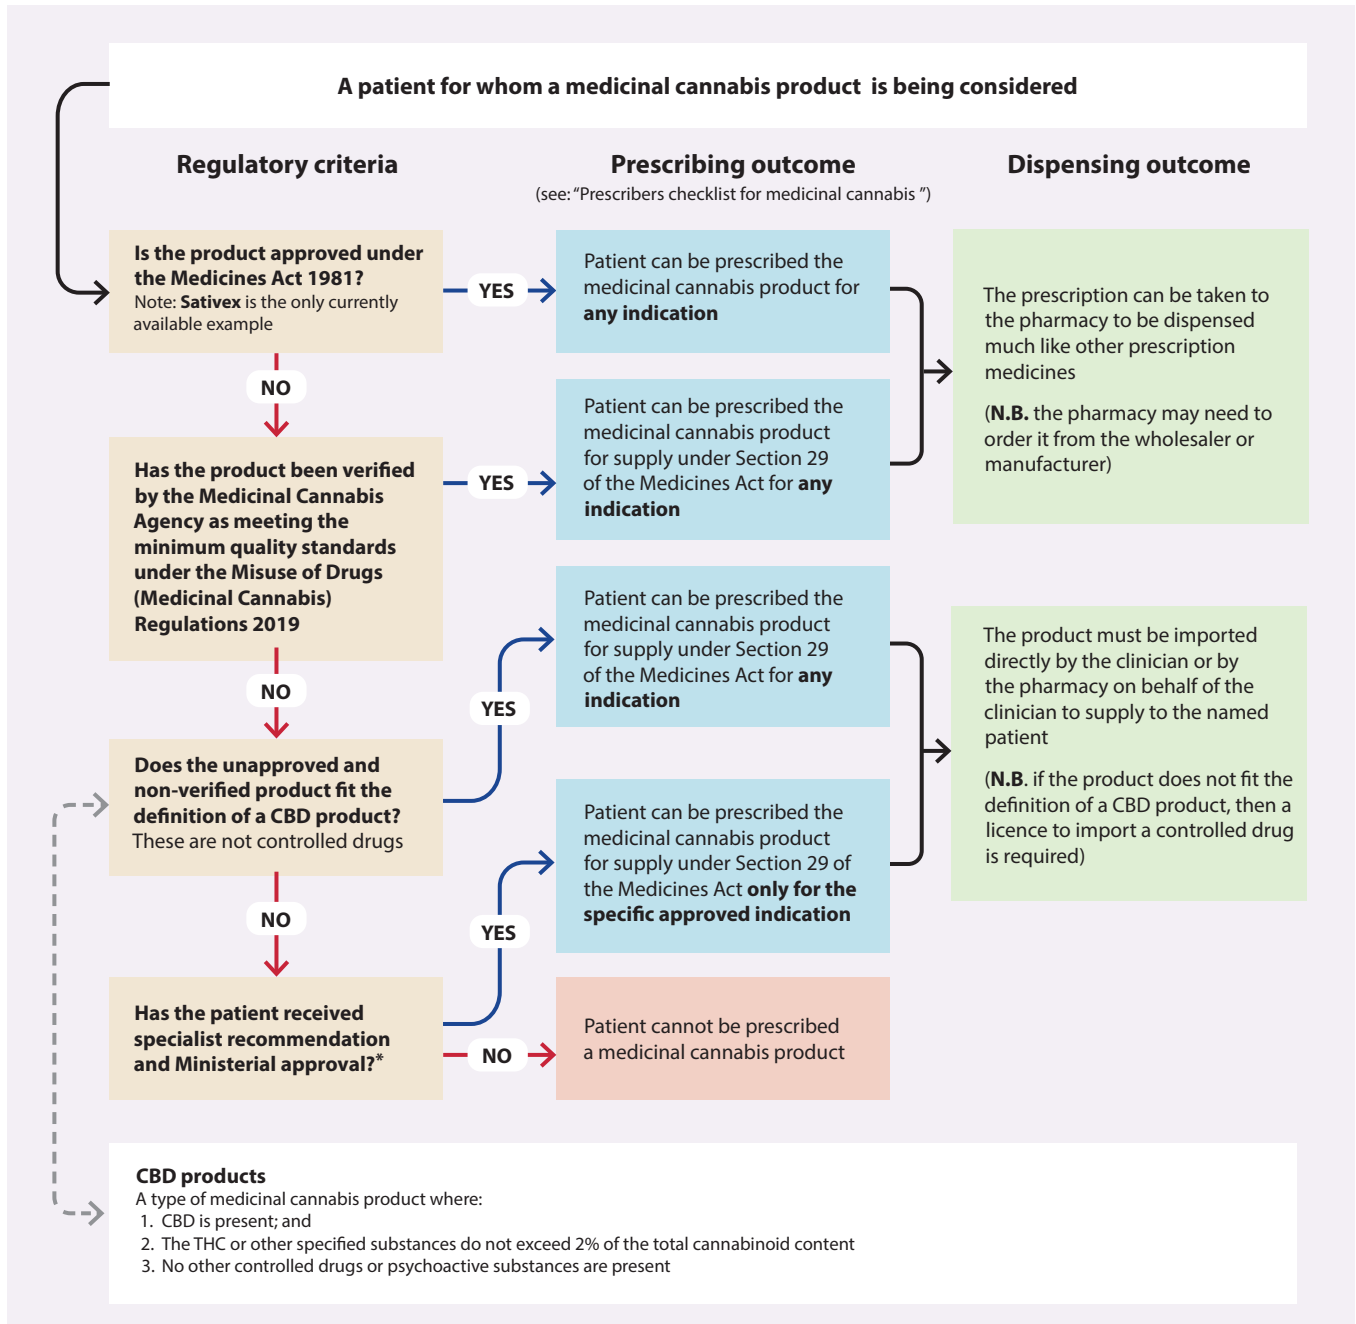 A patient for whom a medicinal cannabis product is being considered
Regulatory criteria
Prescribing outcome
(see: “Prescribers checklist for medicinal cannabis ”)
Dispensing outcome
Is the product approved under
the Medicines Act 1981?
Note: Sativex is the only currently
available example
YES
Patient can be prescribed the
medicinal cannabis product for
any indication
The prescription can be taken to
the pharmacy to be dispensed
much like other prescription
medicines
(N.B. the pharmacy may need to
order it from the wholesaler or
manufacturer)
NO
Has the product been verified
by the Medicinal Cannabis
Agency as meeting the
minimum quality standards
under the Misuse of Drugs
(Medicinal Cannabis)
Regulations 2019
YES
Patient can be prescribed the
medicinal cannabis product
for supply under Section 29
of the Medicines Act for any
indication
NO
Does the unapproved and
non-verified product fit the
definition of a CBD product?
These are not controlled drugs
YES
Patient can be prescribed the
medicinal cannabis product
for supply under Section 29
of the Medicines Act for any
indication
The product must be imported
directly by the clinician or by
the pharmacy on behalf of the
clinician to supply to the named
patient
(N.B. if the product does not fit the
definition of a CBD product, then a
licence to import a controlled drug
is required)
NO
Has the patient received
specialist recommendation
and Ministerial approval?*
YES
Patient can be prescribed the
medicinal cannabis product
for supply under Section 29 of
the Medicines Act only for the
specific approved indication
NO
Patient cannot be prescribed
a medicinal cannabis product
CBD products
A type of medicinal cannabis product where:
1. CBD is present; and
2. The THC or other specified substances do not exceed 2% of the total cannabinoid content
3. No other controlled drugs or psychoactive substances are present